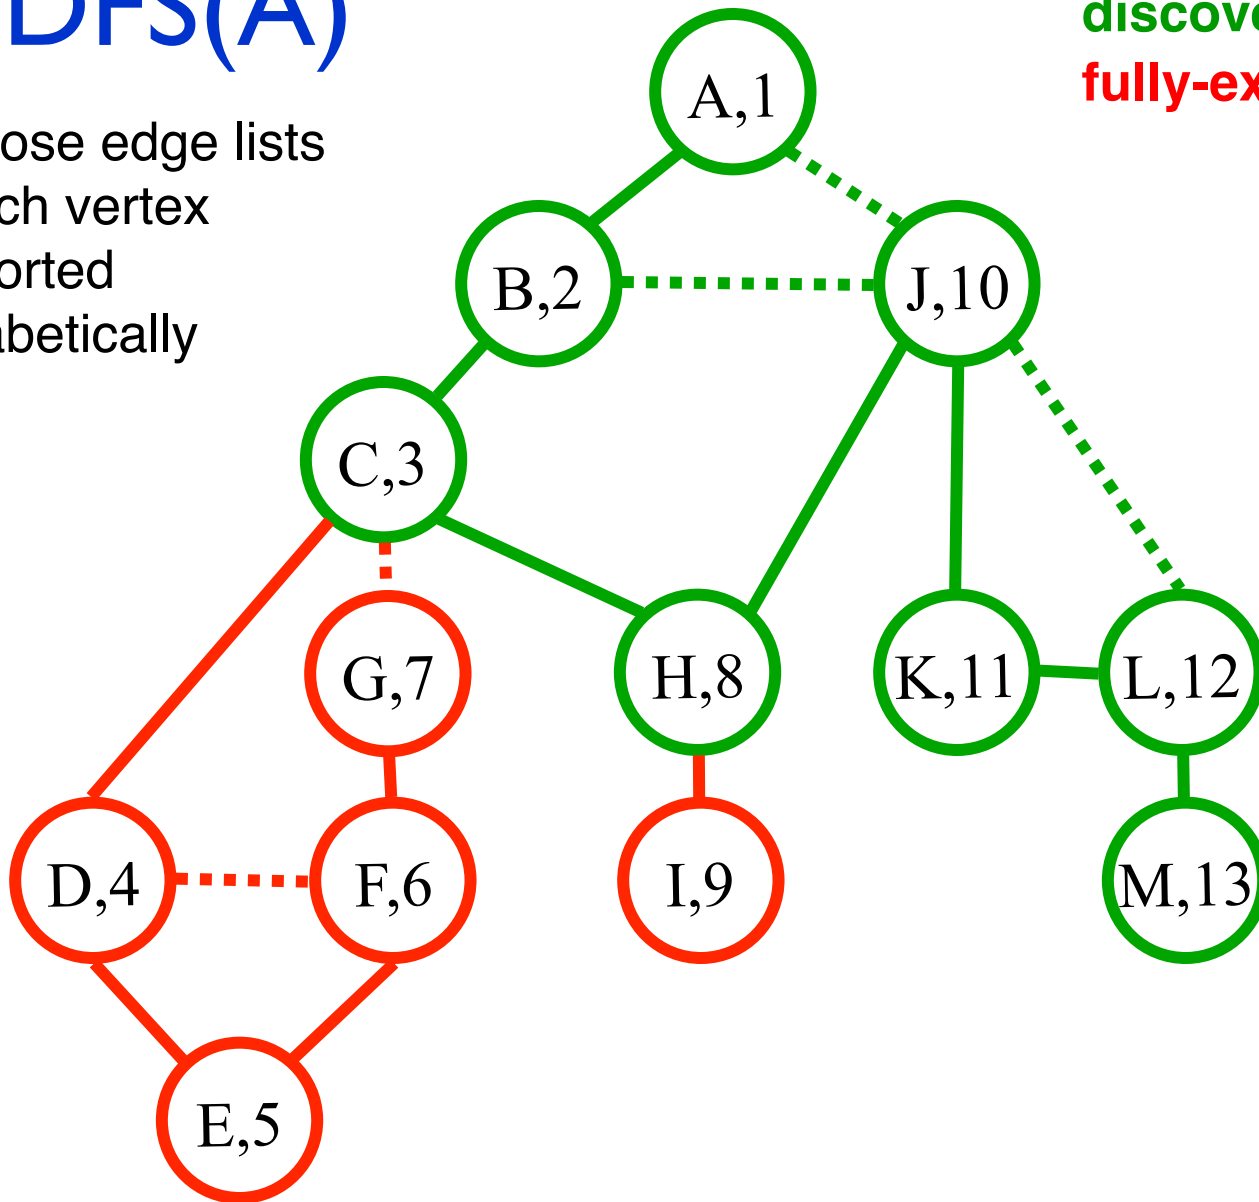 DFS(A)
discove
fully-ex
ose edge lists
ch vertex
orted
abetically
A,1
B,2
J,10
C,3
G,7
H,8
K,11
L,12
D,4
F,6
I,9
M,13
E,5